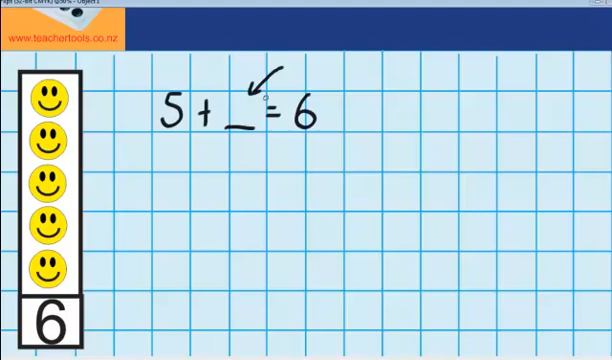 www.teachertools.co.nz
5 + _ = 6
6